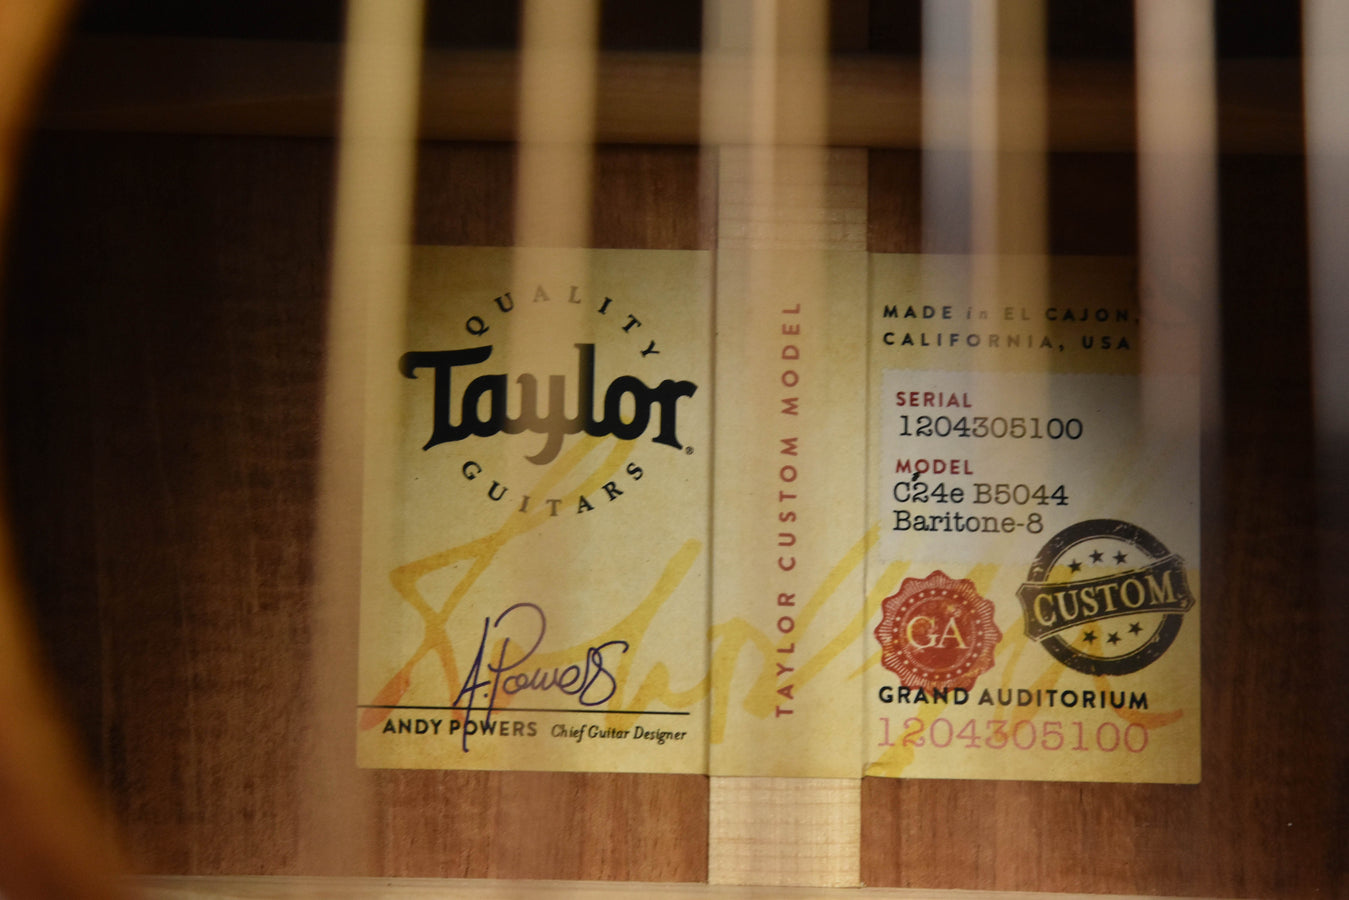 QUALITY
Taylor®
GUITARS
A. Powers
ANDY POWERS Chief Guitar Designer
TAYLOR CUSTOM MODEL
MADE in EL CAJON,
CALIFORNIA, USA
SERIAL
1204305100
MODEL
C24e B5044
Baritone-8
CUSTOM
GA
GRAND AUDITORIUM
1204305100